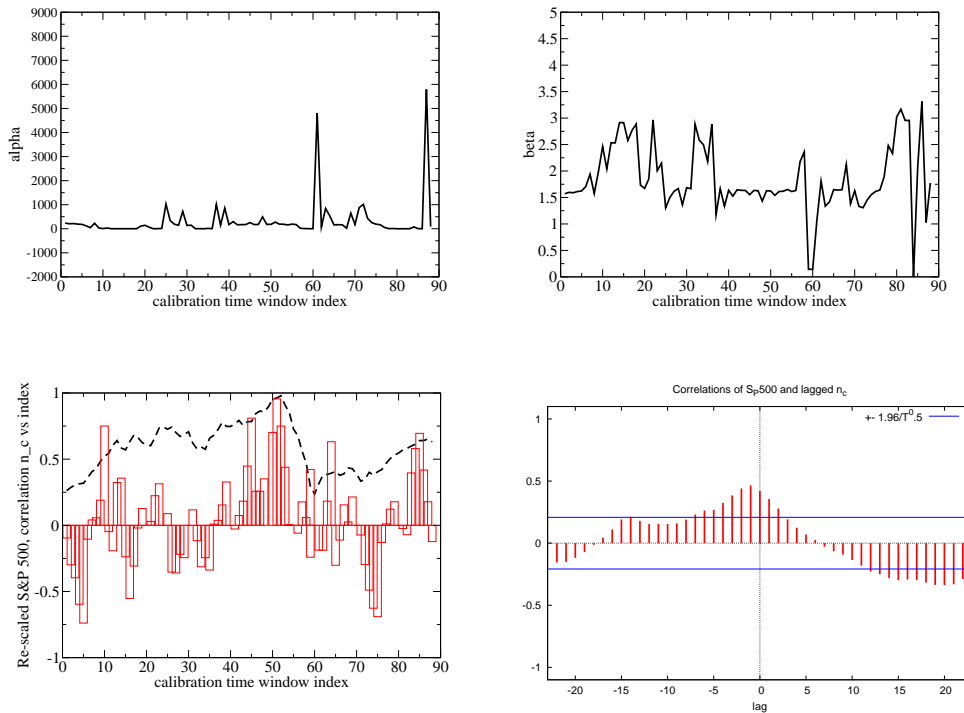 9000
8000
7000
6000
5000
4000
3000
2000
1000
0
-1000
-2000
alpha
0 10 20 30 40 50 60 70 80 90
calibration time window index
5
4.5
4
3.5
3
2.5
2
1.5
1
0.5
0
beta
0 10 20 30 40 50 60 70 80 90
calibration time window index
1
0.5
0
-0.5
-1
Re-scaled S&P 500, correlation n_c vs index
0 10 20 30 40 50 60 70 80 90
calibration time window index
Correlations of S_P500 and lagged n_c
+- 1.96/T^0.5
1
0.5
0
-0.5
-1
-20 -15 -10 -5 0 5 10 15 20
lag